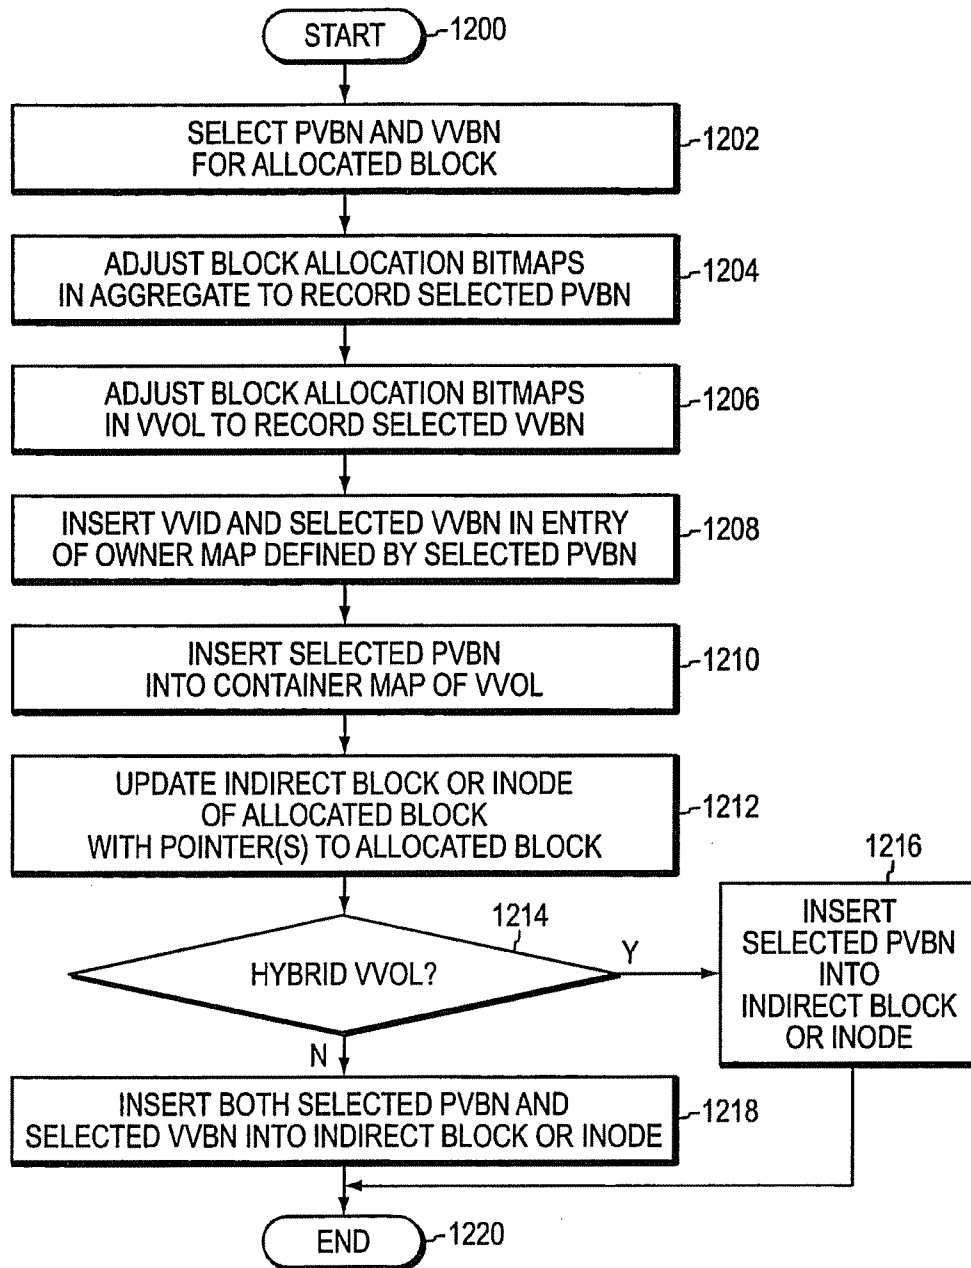 START
1200
SELECT PVBN AND VVBN
FOR ALLOCATED BLOCK
1202
ADJUST BLOCK ALLOCATION BITMAPS
IN AGGREGATE TO RECORD SELECTED PVBN
1204
ADJUST BLOCK ALLOCATION BITMAPS
IN VVOL TO RECORD SELECTED VVBN
1206
INSERT VVID AND SELECTED VVBN IN ENTRY
OF OWNER MAP DEFINED BY SELECTED PVBN
1208
INSERT SELECTED PVBN
INTO CONTAINER MAP OF VVOL
1210
UPDATE INDIRECT BLOCK OR INODE
OF ALLOCATED BLOCK
WITH POINTER(S) TO ALLOCATED BLOCK
1212
HYBRID VVOL?
1214
Y
1216
INSERT
SELECTED PVBN
INTO
INDIRECT BLOCK
OR INODE
N
INSERT BOTH SELECTED PVBN AND
SELECTED VVBN INTO INDIRECT BLOCK OR INODE
1218
END
1220